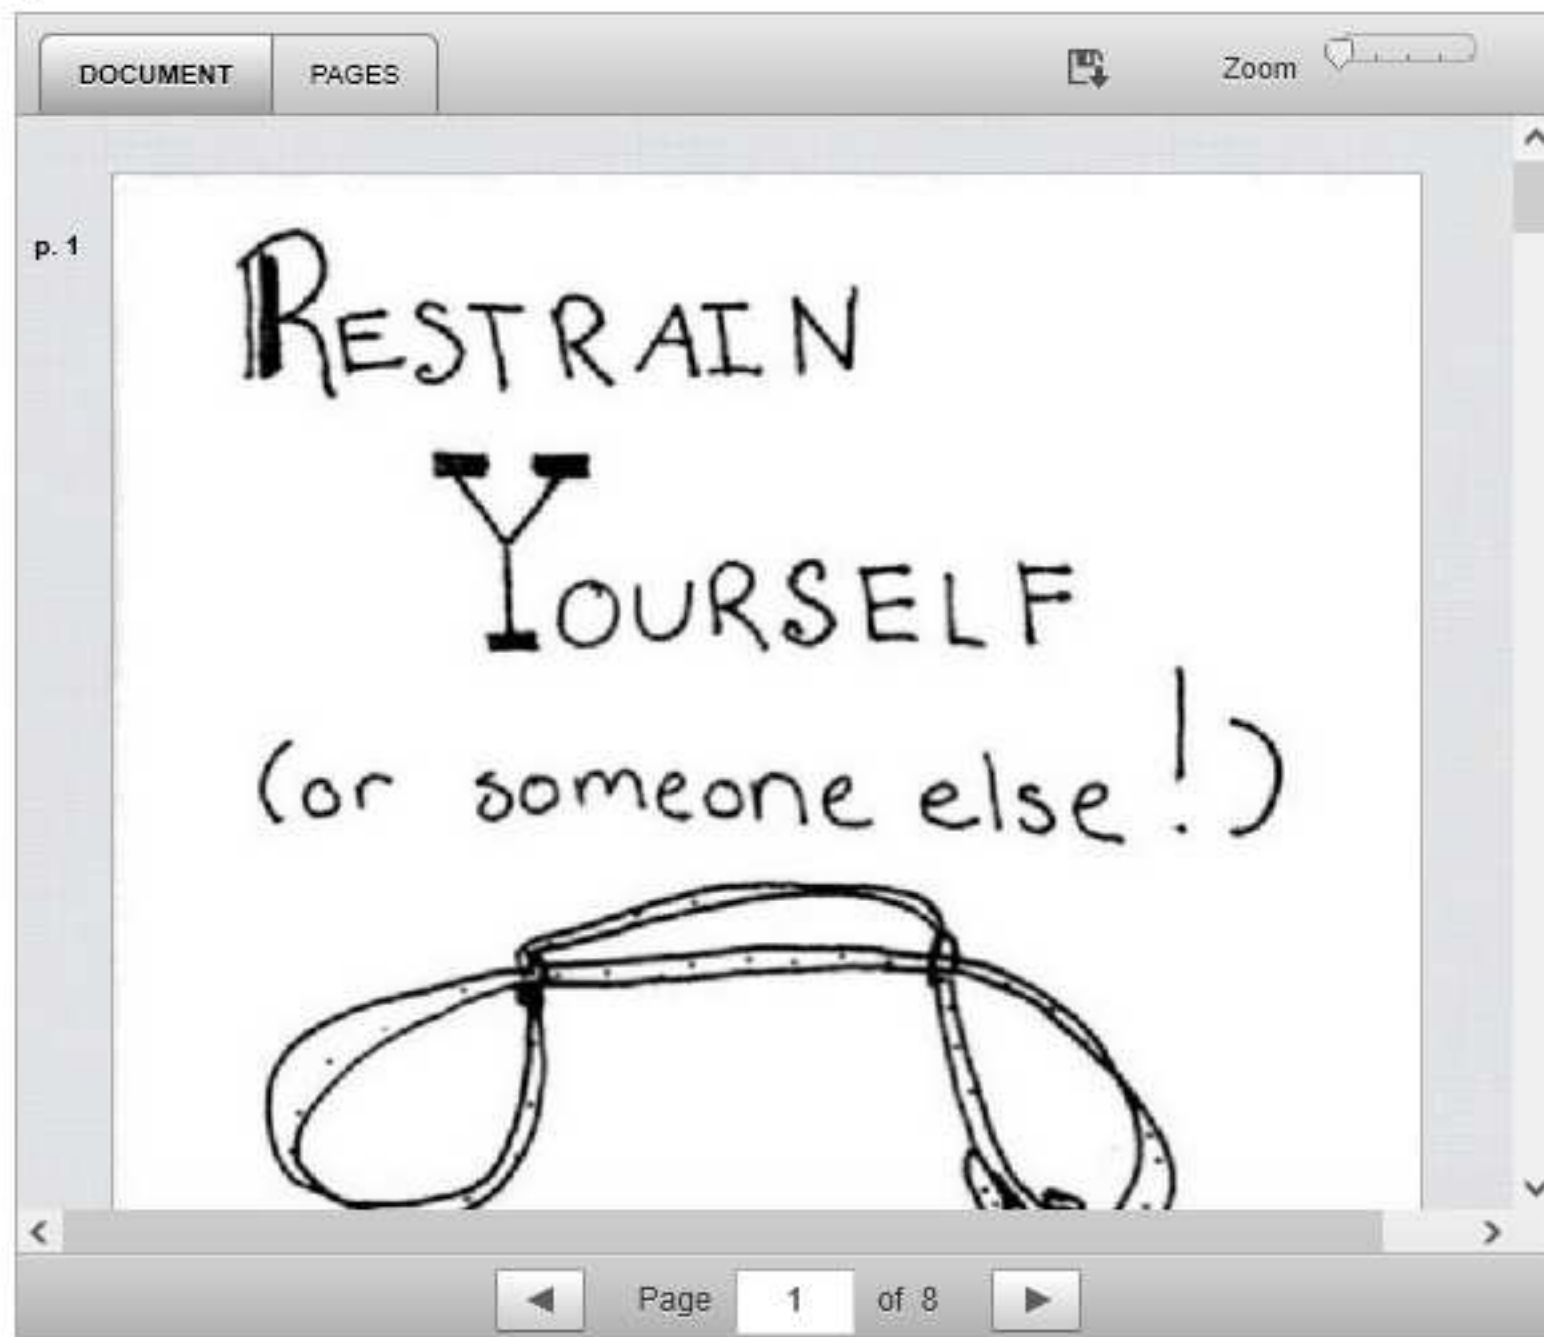 DOCUMENT PAGES Zoom
p. 1
RESTRAIN
YOURSELF
(or someone else!)
Page 1 of 8